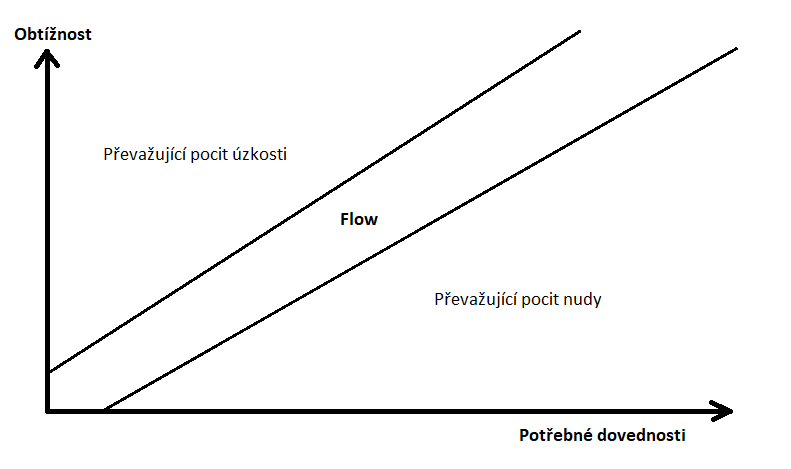 Obtížnost
Převažující pocit úzkosti
Flow
Převažující pocit nudy
Potřebné dovednosti